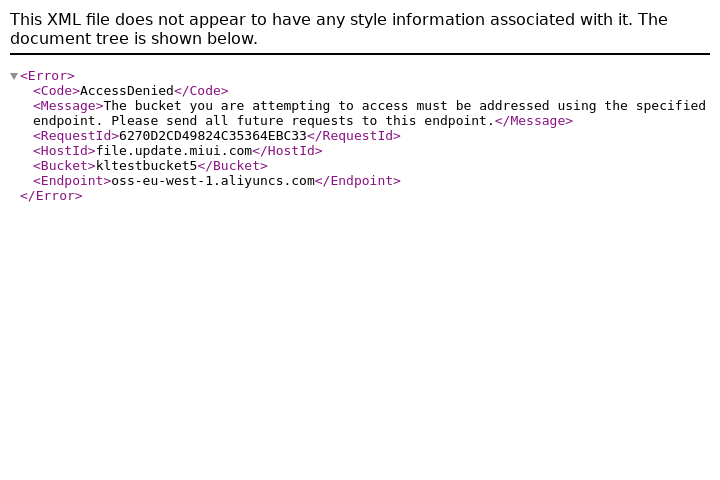 This XML file does not appear to have any style information associated with it. The
document tree is shown below.
▼<Error>
<Code>AccessDenied</Code>
<Message>The bucket you are attempting to access must be addressed using the specified
endpoint. Please send all future requests to this endpoint.</Message>
<RequestId>6270D2CD49824C35364EBC33</RequestId>
<HostId>file.update.miui.com</HostId>
<Bucket>kltestbucket5</Bucket>
<Endpoint>oss-eu-west-1.aliyuncs.com</Endpoint>
</Error>